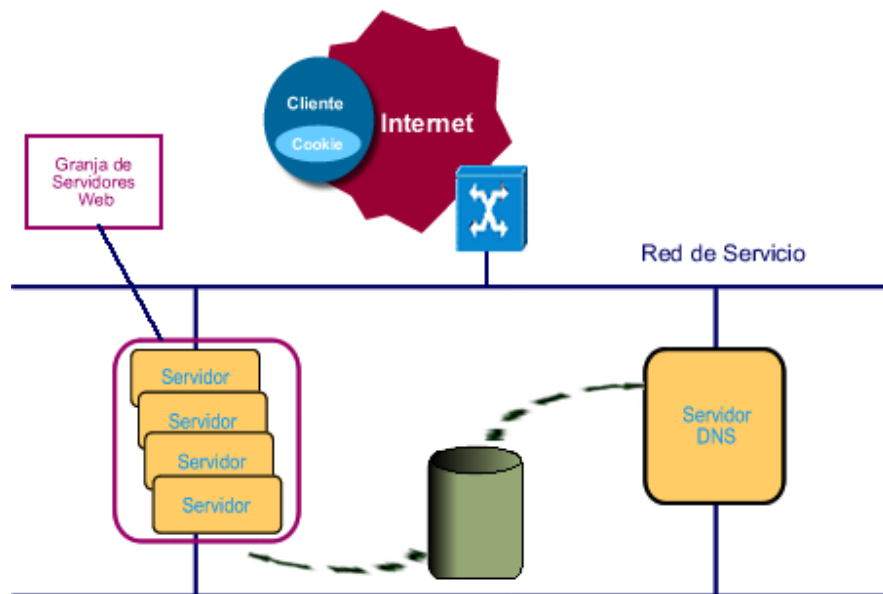 Cliente
Cookie
Internet
Granja de
Servidores
Web
Red de Servicio
Servidor
Servidor
Servidor
Servidor
Servidor
DNS